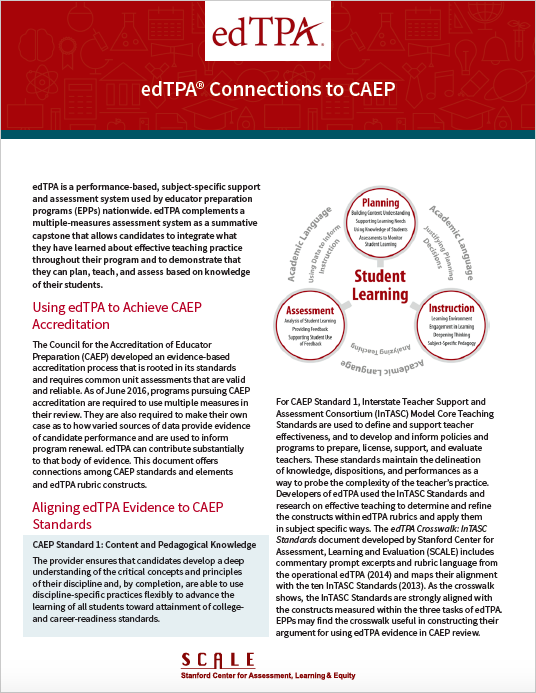 edTPA
edTPA® Connections to CAEP
edTPA is a performance-based, subject-specific support
and assessment system used by educator preparation
programs (EPPs) nationwide. edTPA complements a
multiple-measures assessment system as a summative
capstone that allows candidates to integrate what
they have learned about effective teaching practice
throughout their program and to demonstrate that
they can plan, teach, and assess based on knowledge
of their students.
Using edTPA to Achieve CAEP
Accreditation
The Council for the Accreditation of Educator
Preparation (CAEP) developed an evidence-based
accreditation process that is rooted in its standards
and requires common unit assessments that are valid
and reliable. As of June 2016, programs pursuing CAEP
accreditation are required to use multiple measures in
their review. They are also required to make their own
case as to how varied sources of data provide evidence
of candidate performance and are used to inform
program renewal. edTPA can contribute substantially
to that body of evidence. This document offers
connections among CAEP standards and elements
and edTPA rubric constructs.
Aligning edTPA Evidence to CAEP
Standards
CAEP Standard 1: Content and Pedagogical Knowledge
The provider ensures that candidates develop a deep
understanding of the critical concepts and principles
of their discipline and, by completion, are able to use
discipline-specific practices flexibly to advance the
learning of all students toward attainment of college-
and career-readiness standards.
Planning
Building Content Understanding
Supporting Learning Needs
Using Knowledge of Students
Assessments to Monitor
Student Learning
Academic Language
Using Data to Inform
Instruction
Academic Language
Justifying Planning
Decisions
Student
Learning
Assessment
Analysis of Student Learning
Providing Feedback
Supporting Student Use
of Feedback
Instruction
Learning Environment
Engagement in Learning
Deepening Thinking
Subject-Specific Pedagogy
Analyzing Teaching
Academic Language
For CAEP Standard 1, Interstate Teacher Support and
Assessment Consortium (InTASC) Model Core Teaching
Standards are used to define and support teacher
effectiveness, and to develop and inform policies and
programs to prepare, license, support, and evaluate
teachers. These standards maintain the delineation
of knowledge, dispositions, and performances as a
way to probe the complexity of the teacher's practice.
Developers of edTPA used the InTASC Standards and
research on effective teaching to determine and refine
the constructs within edTPA rubrics and apply them
in subject specific ways. The edTPA Crosswalk: InTASC
Standards document developed by Stanford Center for
Assessment, Learning and Evaluation (SCALE) includes
commentary prompt excerpts and rubric language from
the operational edTPA (2014) and maps their alignment
with the ten InTASC Standards (2013). As the crosswalk
shows, the InTASC Standards are strongly aligned with
the constructs measured within the three tasks of edTPA.
EPPs may find the crosswalk useful in constructing their
argument for using edTPA evidence in CAEP review.
SCALE
Stanford Center for Assessment, Learning & Equity